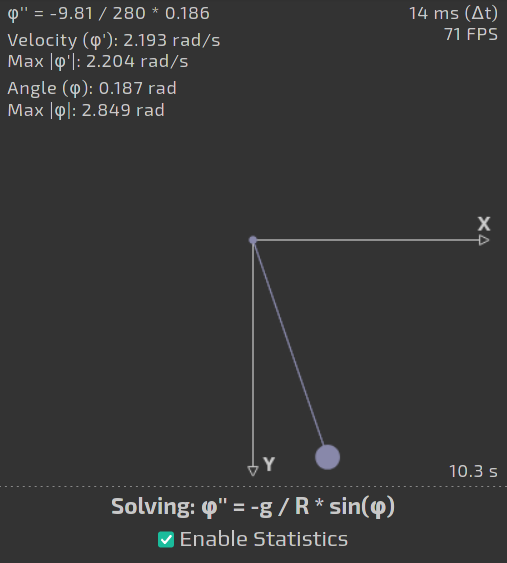 φ'' = -9.81 / 280 * 0.186
14 ms (Δt)
71 FPS
Velocity (φ'): 2.193 rad/s
Max |φ'|: 2.204 rad/s
Angle (φ): 0.187 rad
Max |φ|: 2.849 rad
X
Y
10.3 s
Solving: φ'' = -g / R * sin(φ)
Enable Statistics